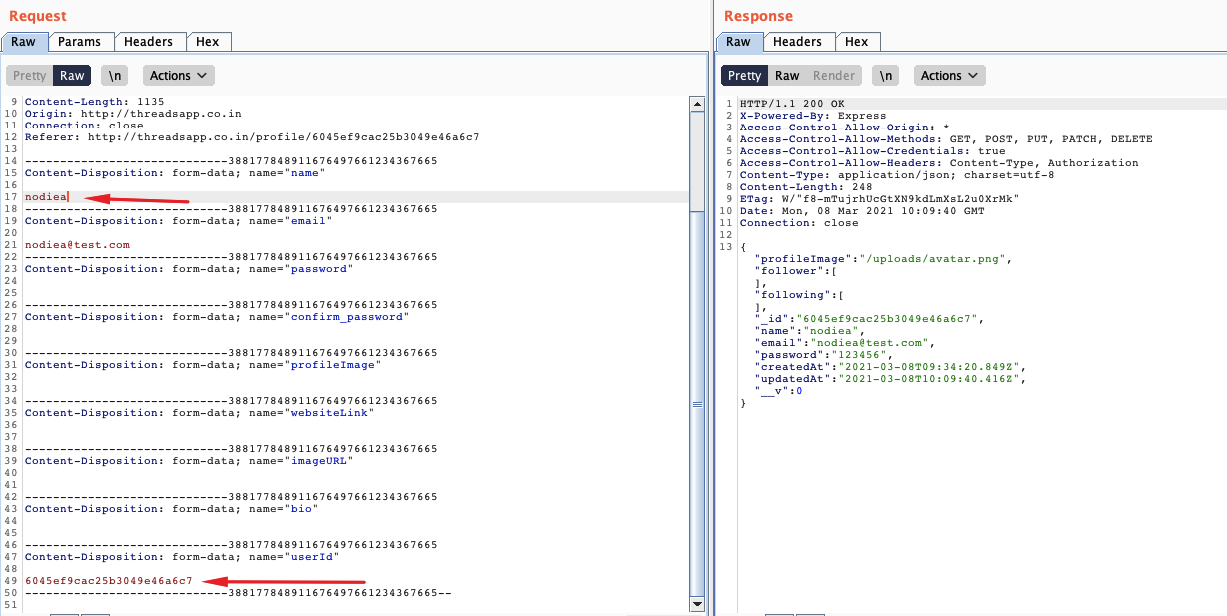 Request
Raw Params Headers Hex
Pretty Raw \n Actions
9 Content-Length: 1135
10 Origin: http://threadsapp.co.in
11 Connection: close
12 Referer: http://threadsapp.co.in/profile/6045ef9cac25b3049e46a6c7
13
14 -----------------------------388177848911676497661234367665
15 Content-Disposition: form-data; name="name"
16
17 nodiea
18 -----------------------------388177848911676497661234367665
19 Content-Disposition: form-data; name="email"
20
21 nodiea@test.com
22 -----------------------------388177848911676497661234367665
23 Content-Disposition: form-data; name="password"
24
25
26 -----------------------------388177848911676497661234367665
27 Content-Disposition: form-data; name="confirm_password"
28
29
30 -----------------------------388177848911676497661234367665
31 Content-Disposition: form-data; name="profileImage"
32
33
34 -----------------------------388177848911676497661234367665
35 Content-Disposition: form-data; name="websiteLink"
36
37
38 -----------------------------388177848911676497661234367665
39 Content-Disposition: form-data; name="imageURL"
40
41
42 -----------------------------388177848911676497661234367665
43 Content-Disposition: form-data; name="bio"
44
45
46 -----------------------------388177848911676497661234367665
47 Content-Disposition: form-data; name="userId"
48
49 6045ef9cac25b3049e46a6c7
50 -----------------------------388177848911676497661234367665--
51
Response
Raw Headers Hex
Pretty Raw Render \n Actions
1 HTTP/1.1 200 OK
2 X-Powered-By: Express
3 Access-Control-Allow-Origin: *
4 Access-Control-Allow-Methods: GET, POST, PUT, PATCH, DELETE
5 Access-Control-Allow-Credentials: true
6 Access-Control-Allow-Headers: Content-Type, Authorization
7 Content-Type: application/json; charset=utf-8
8 Content-Length: 248
9 ETag: W/"f8-mTujrhUcGtXN9kdLmXsL2u0XrMk"
10 Date: Mon, 08 Mar 2021 10:09:40 GMT
11 Connection: close
12
13 {
"profileImage":"/uploads/avatar.png",
"follower":[
],
"following":[
],
"_id":"6045ef9cac25b3049e46a6c7",
"name":"nodiea",
"email":"nodiea@test.com",
"password":"123456",
"createdAt":"2021-03-08T09:34:20.849Z",
"updatedAt":"2021-03-08T10:09:40.416Z",
"__v":0
}